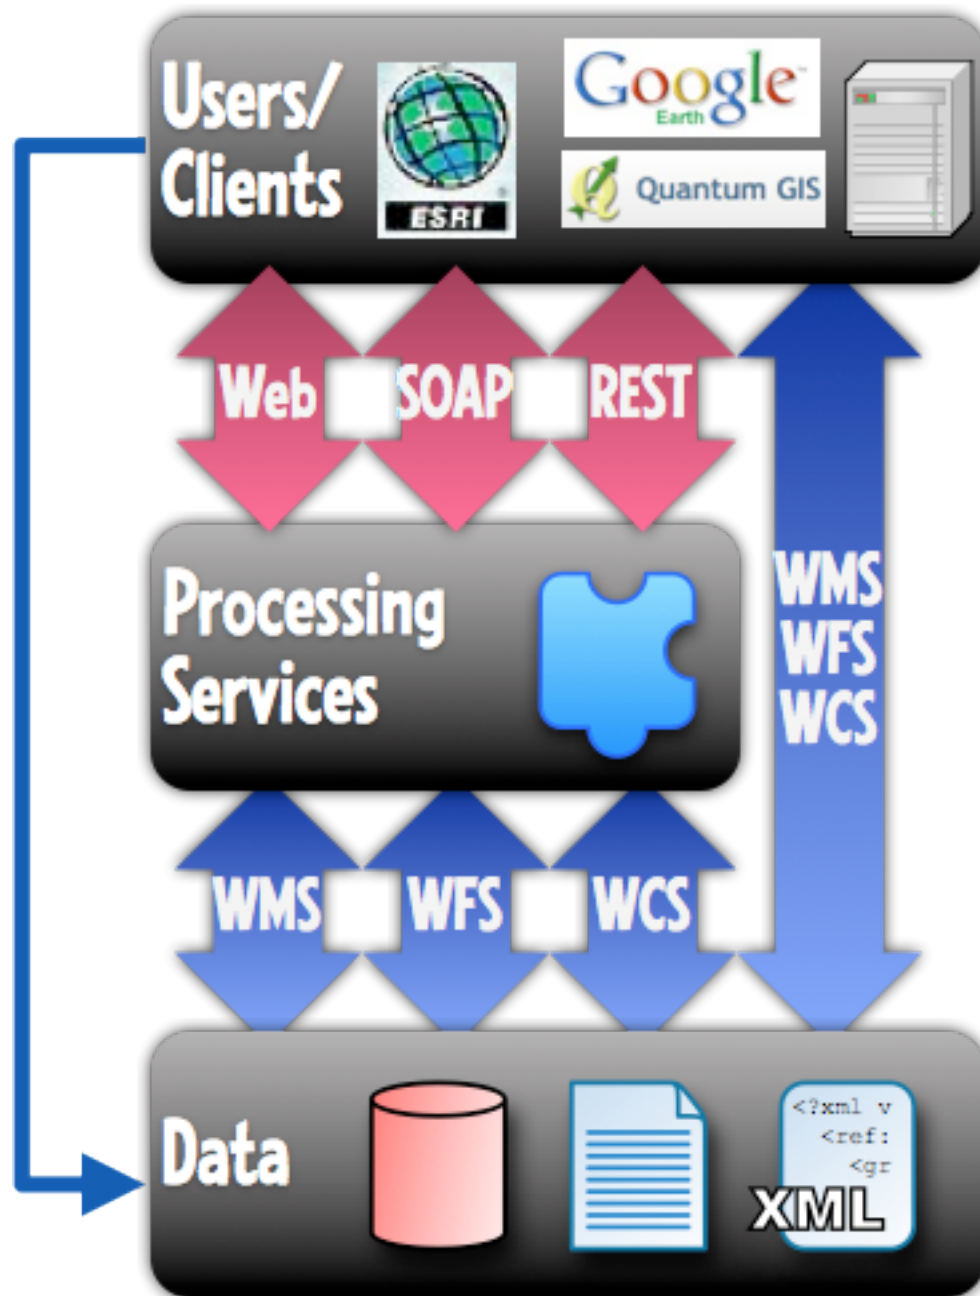 Users/
Clients
ESRI
Google
Earth
Quantum GIS
Web
SOAP
REST
Processing
Services
WMS
WFS
WCS
WMS
WFS
WCS
Data
<?xml v
<ref:
<gr
XML